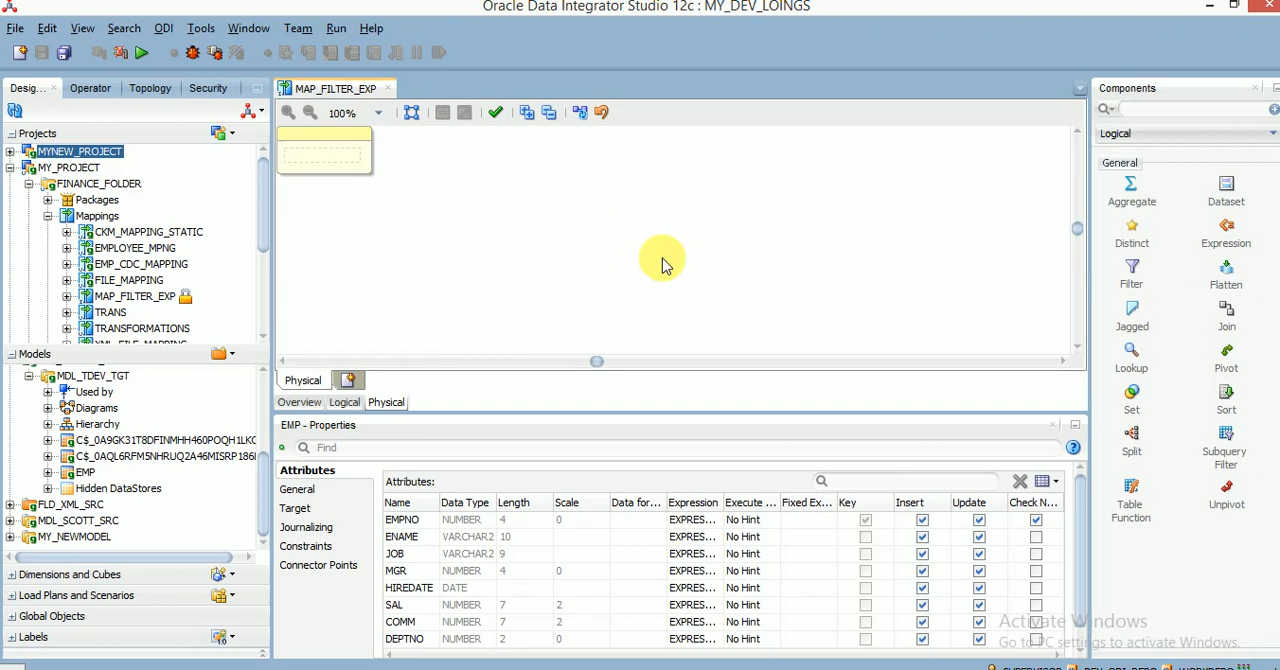 Oracle Data Integrator Studio 12c : MY_DEV_LOINGS
File Edit View Search ODI Tools Window Team Run Help
Desig... Operator Topology Security
MAP_FILTER_EXP
Components
100%
Projects
Logical
MYNEW_PROJECT
MY_PROJECT
FINANCE_FOLDER
Packages
Mappings
CKM_MAPPING_STATIC
EMPLOYEE_MPNG
EMP_CDC_MAPPING
FILE_MAPPING
MAP_FILTER_EXP
TRANS
TRANSFORMATIONS
General
Aggregate Dataset
Distinct Expression
Filter Flatten
Jagged Join
Lookup Pivot
Set Sort
Split Subquery Filter
Table Function Unpivot
Models
MDL_TDEV_TGT
Used by
Diagrams
Hierarchy
EMP
Hidden DataStores
FLD_XML_SRC
MDL_SCOTT_SRC
MY_NEWMODEL
Dimensions and Cubes
Load Plans and Scenarios
Global Objects
Labels
Physical
Overview Logical Physical
EMP - Properties
Find
Attributes
General
Target
Journalizing
Constraints
Connector Points
Attributes:
Name Data Type Length Scale Data for... Expression Execute ... Fixed Ex... Key Insert Update Check N...
EMPNO NUMBER 4 0 EXPRES... No Hint
ENAME VARCHAR2 10 EXPRES... No Hint
JOB VARCHAR2 9 EXPRES... No Hint
MGR NUMBER 4 0 EXPRES... No Hint
HIREDATE DATE EXPRES... No Hint
SAL NUMBER 7 2 EXPRES... No Hint
COMM NUMBER 7 2 EXPRES... No Hint
DEPTNO NUMBER 2 0 EXPRES... No Hint
Activate Windows
Go to PC settings to activate Windows.